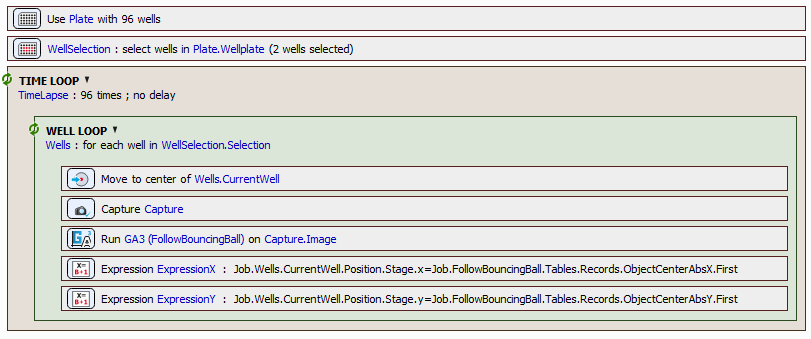 Use Plate with 96 wells
WellSelection : select wells in Plate.Wellplate (2 wells selected)
TIME LOOP
TimeLapse : 96 times ; no delay
WELL LOOP
Wells : for each well in WellSelection.Selection
Move to center of Wells.CurrentWell
Capture Capture
Run GA3 (FollowBouncingBall) on Capture.Image
Expression ExpressionX : Job.Wells.CurrentWell.Position.Stage.x=Job.FollowBouncingBall.Tables.Records.ObjectCenterAbsX.First
Expression ExpressionY : Job.Wells.CurrentWell.Position.Stage.y=Job.FollowBouncingBall.Tables.Records.ObjectCenterAbsY.First